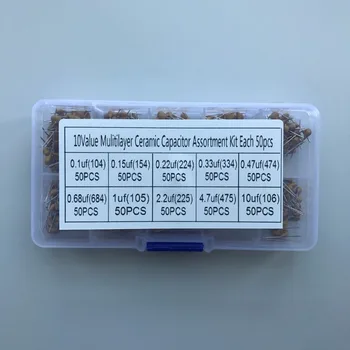 10Value Mulitilayer Ceramic Capacitor Assortment Kit Each 50pcs
0.1uf(104) 0.15uf(154) 0.22uf(224) 0.33uf(334) 0.47uf(474)
50PCS 50PCS 50PCS 50PCS 50PCS
0.68uf(684) 1uf(105) 2.2uf(225) 4.7uf(475) 10uf(106)
50PCS 50PCS 50PCS 50PCS 50PCS